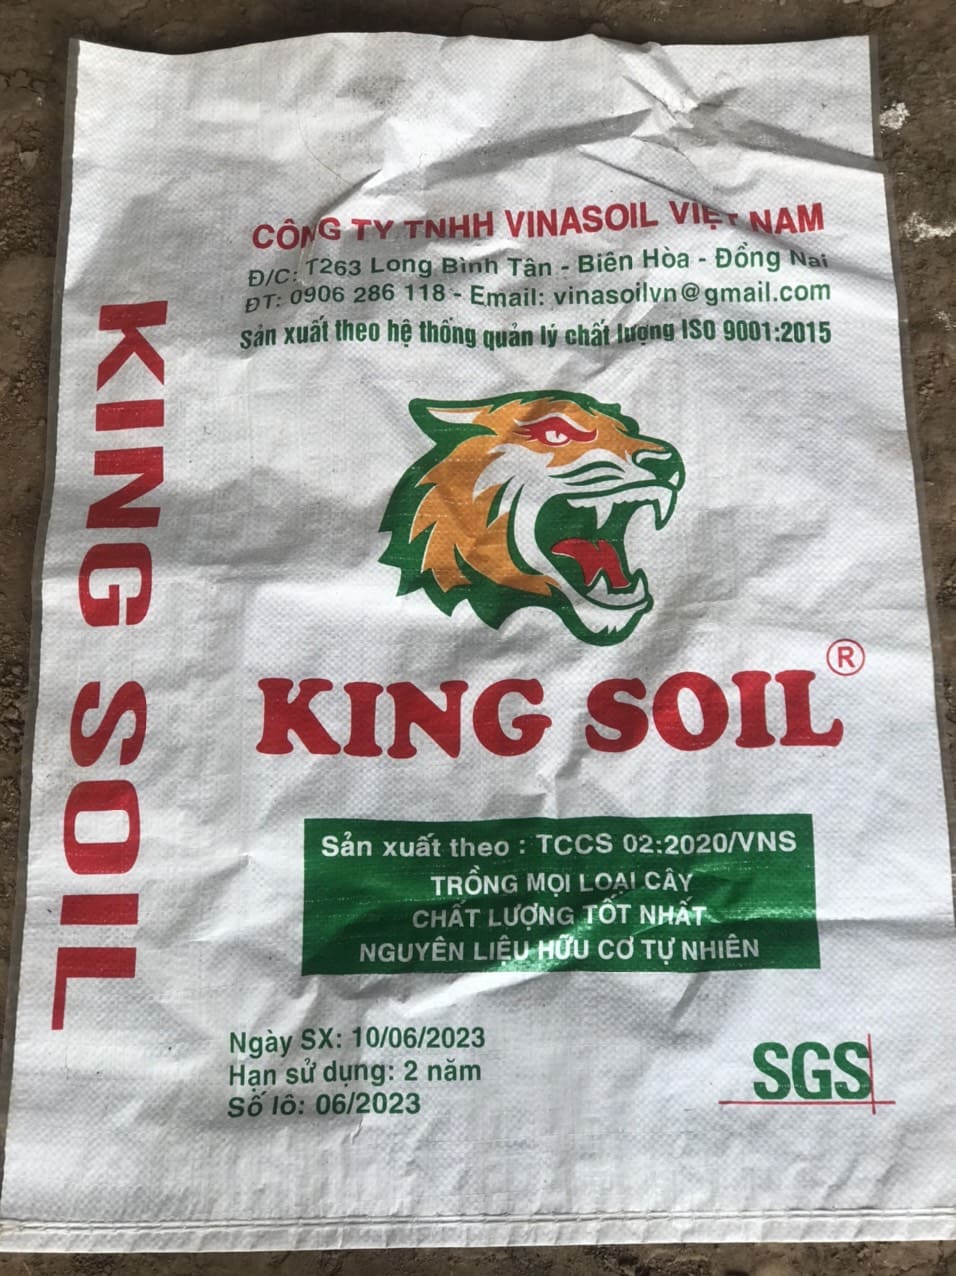 CÔNG TY TNHH VINASOIL VIỆT NAM
Đ/C: T263 Long Bình Tân - Biên Hòa - Đồng Nai
ĐT: 0906 286 118 - Email: vinasoilvn@gmail.com
Sản xuất theo hệ thống quản lý chất lượng ISO 9001:2015
KING SOIL
KING SOIL®
Sản xuất theo : TCCS 02:2020/VNS
TRỒNG MỌI LOẠI CÂY
CHẤT LƯỢNG TỐT NHẤT
NGUYÊN LIỆU HỮU CƠ TỰ NHIÊN
Ngày SX: 10/06/2023
Hạn sử dụng: 2 năm
Số lô: 06/2023
SGS